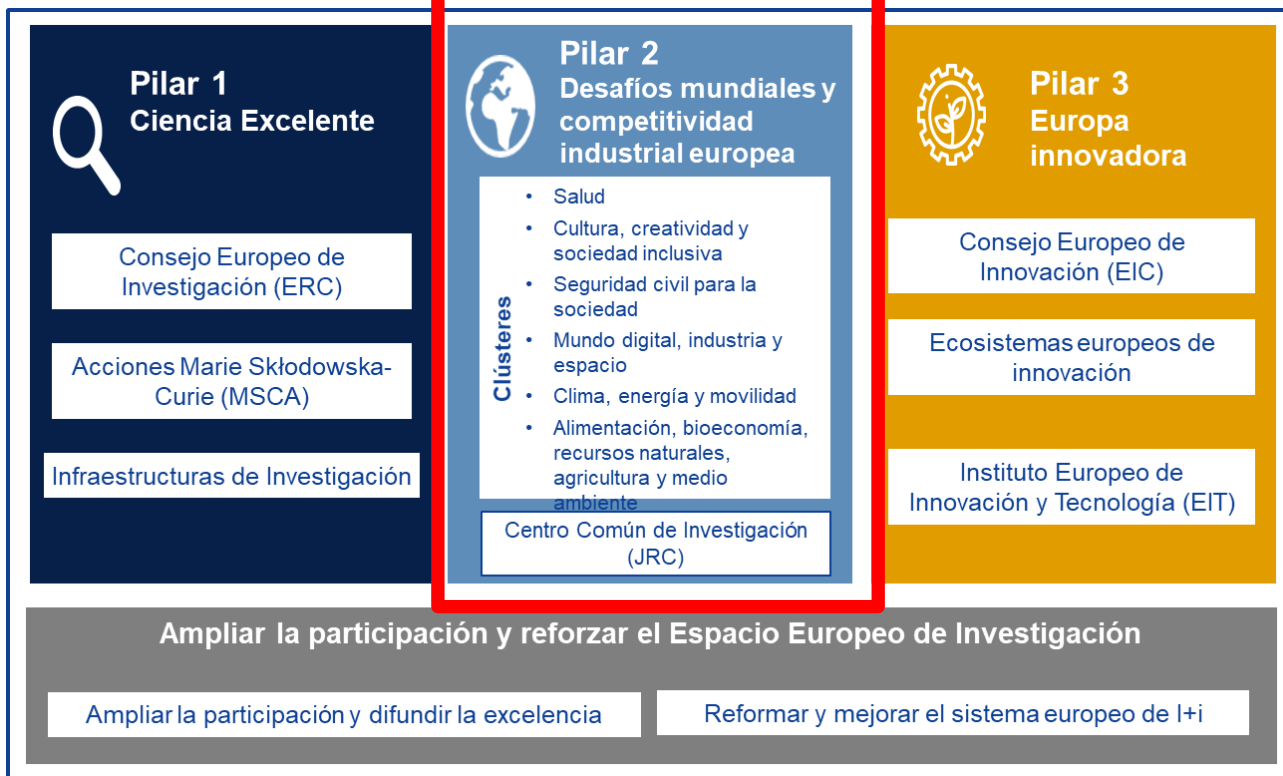 Pilar 1
Ciencia Excelente
Consejo Europeo de
Investigación (ERC)
Acciones Marie Skłodowska-
Curie (MSCA)
Infraestructuras de Investigación
Pilar 2
Desafíos mundiales y
competitividad
industrial europea
Clústeres
• Salud
• Cultura, creatividad y
sociedad inclusiva
• Seguridad civil para la
sociedad
• Mundo digital, industria y
espacio
• Clima, energía y movilidad
• Alimentación, bioeconomía,
recursos naturales,
agricultura y medio
ambiente
Centro Común de Investigación
(JRC)
Pilar 3
Europa
innovadora
Consejo Europeo de
Innovación (EIC)
Ecosistemas europeos de
innovación
Instituto Europeo de
Innovación y Tecnología (EIT)
Ampliar la participación y reforzar el Espacio Europeo de Investigación
Ampliar la participación y difundir la excelencia
Reformar y mejorar el sistema europeo de I+i